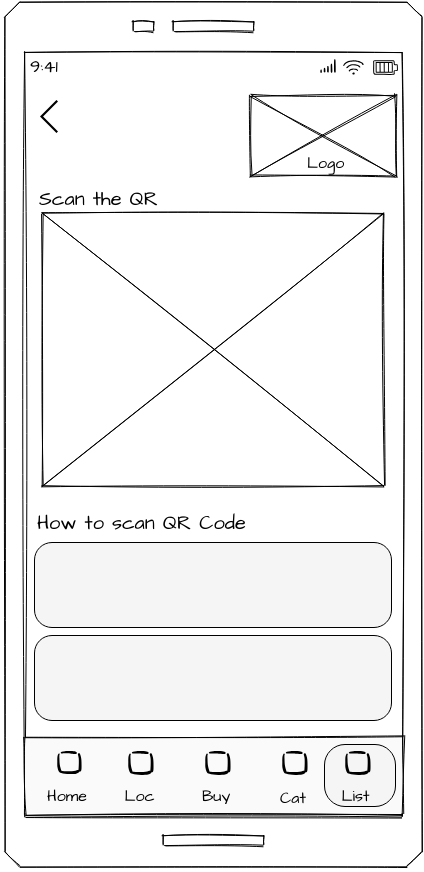 9:41
Logo
Scan the QR
How to scan QR Code
Home Loc Buy Cat List